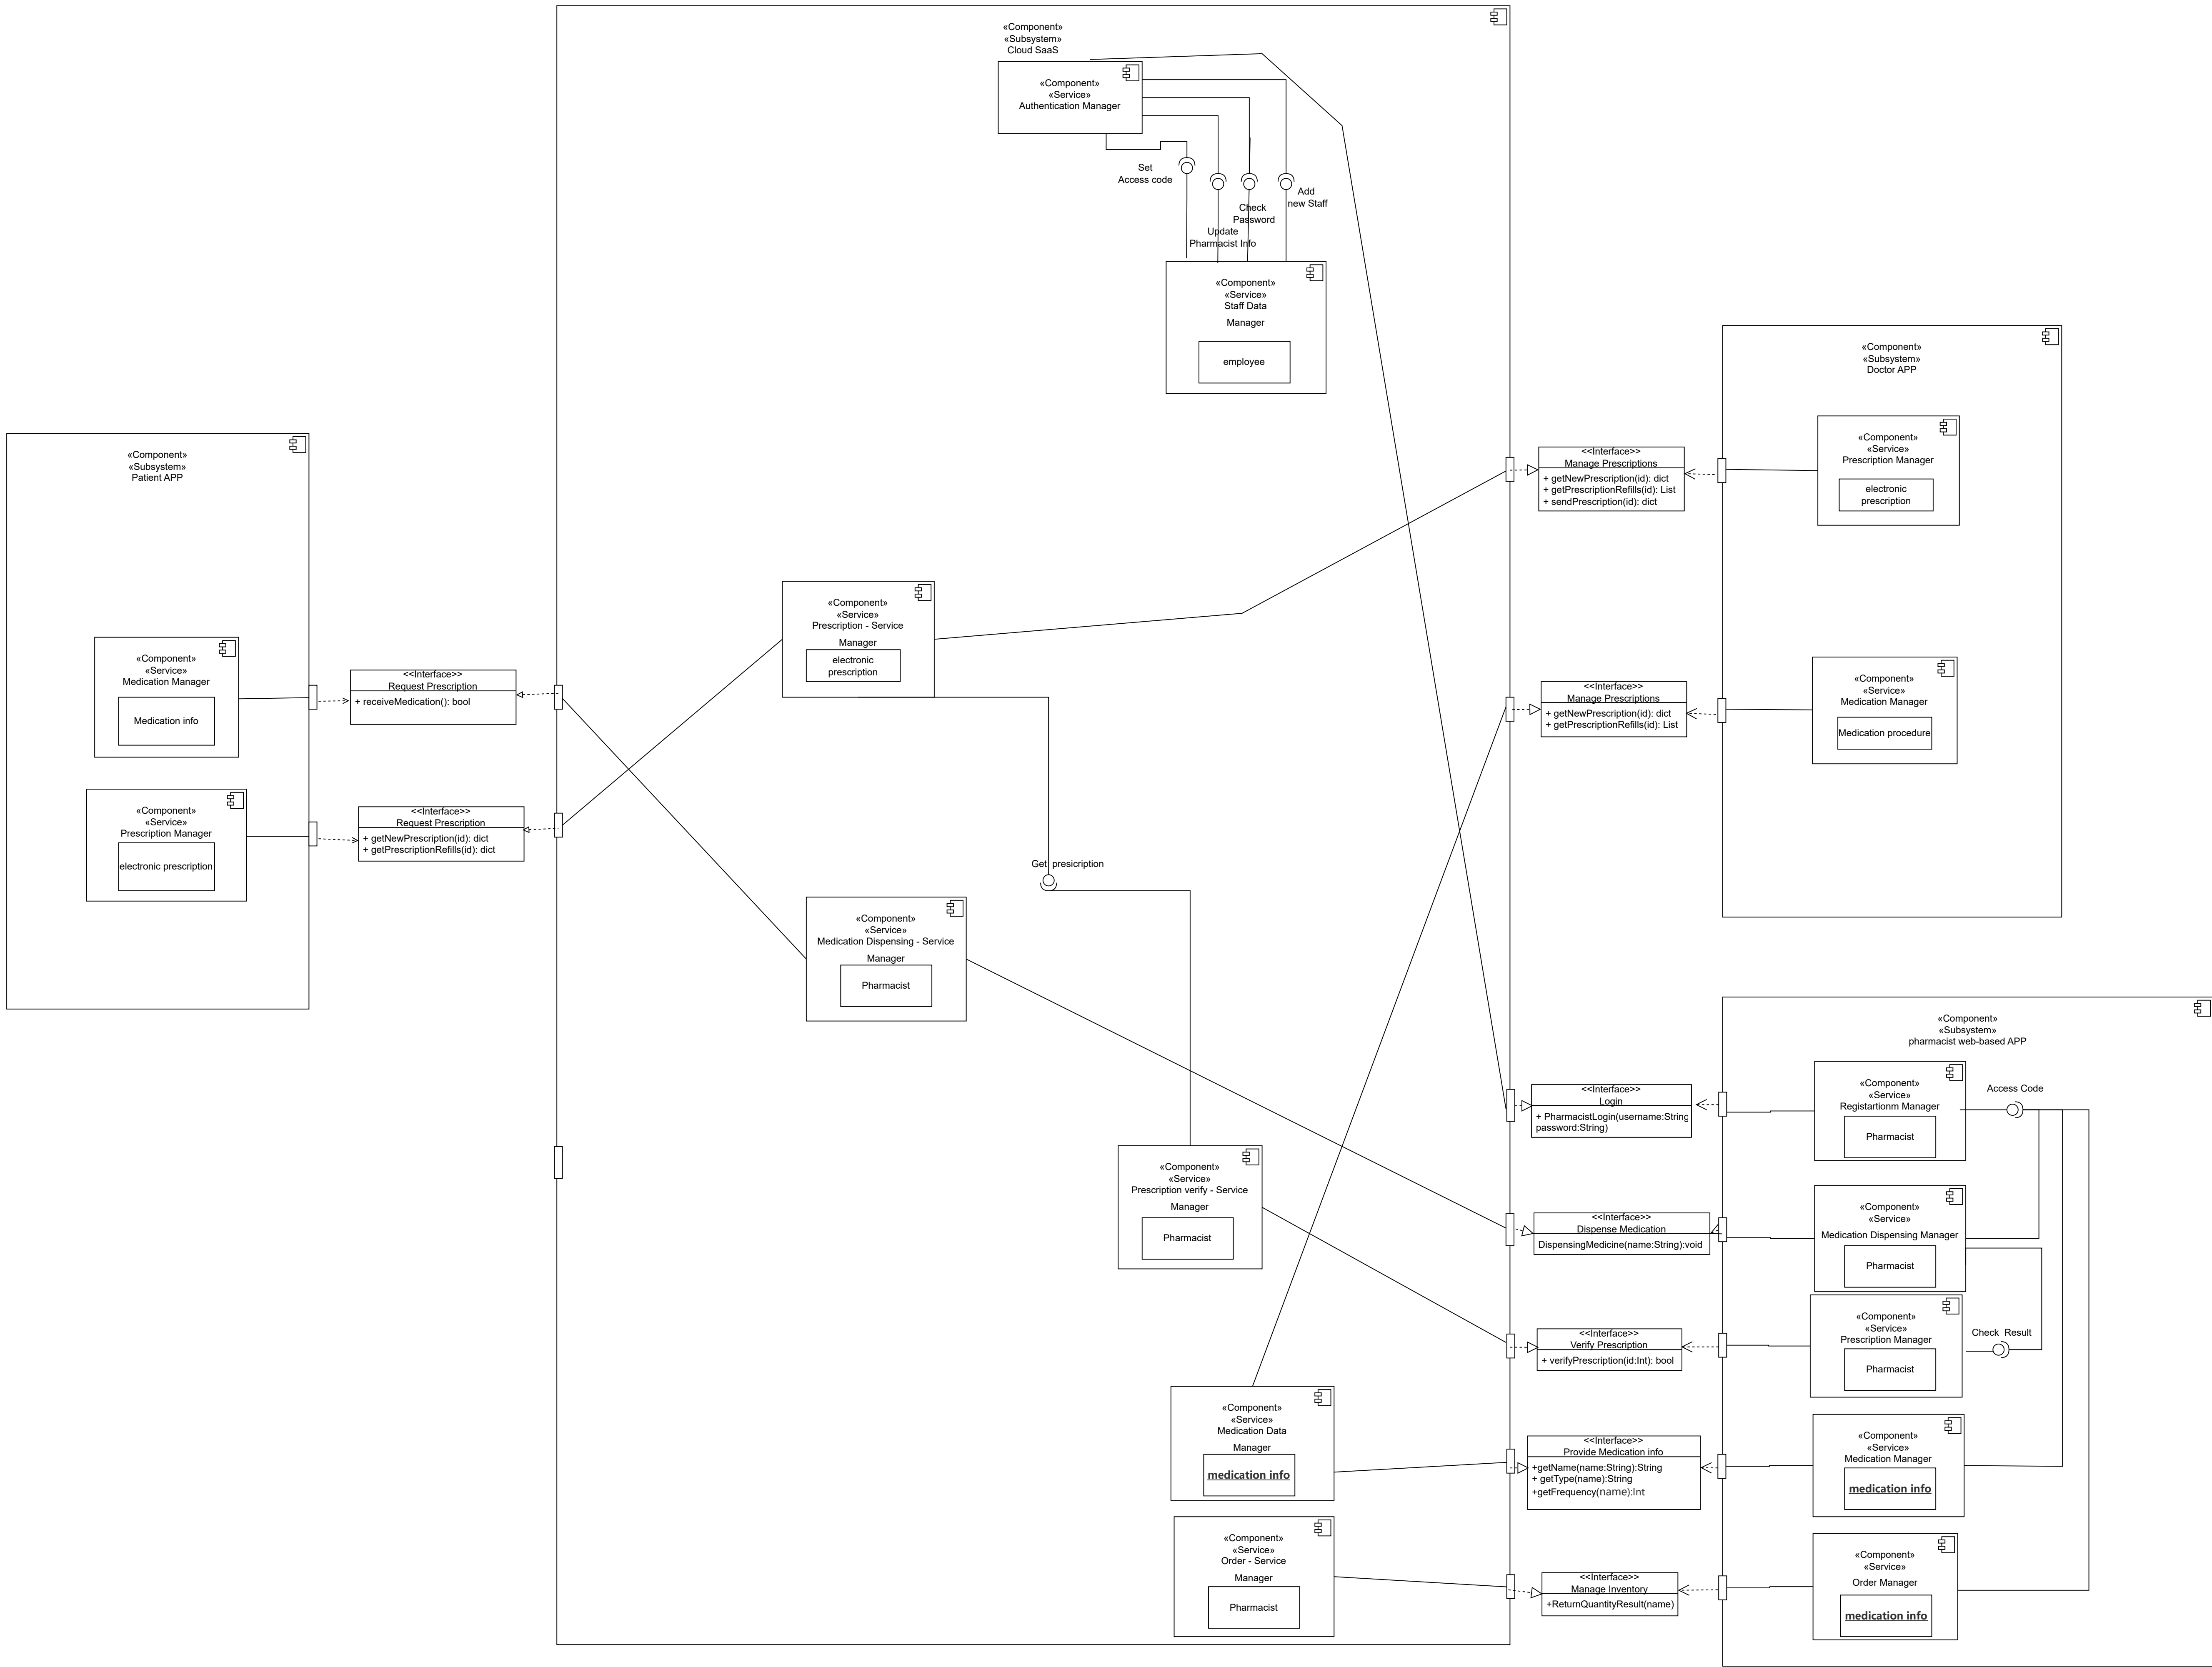 «Component»
«Subsystem»
Cloud SaaS
«Component»
«Service»
Authentication Manager
Set
Access code
Add
new Staff
Check
Password
Update
Pharmacist Info
«Component»
«Service»
Staff Data
Manager
employee
«Component»
«Subsystem»
Patient APP
«Component»
«Service»
Medication Manager
Medication info
«Component»
«Service»
Prescription Manager
electronic prescription
<<Interface>>
Request Prescription
+ receiveMedication(): bool
<<Interface>>
Request Prescription
+ getNewPrescription(id): dict
+ getPrescriptionRefills(id): dict
«Component»
«Service»
Prescription - Service
Manager
electronic
prescription
Get  presicription
«Component»
«Service»
Medication Dispensing - Service
Manager
Pharmacist
«Component»
«Service»
Prescription verify - Service
Manager
Pharmacist
«Component»
«Service»
Medication Data
Manager
medication info
«Component»
«Service»
Order - Service
Manager
Pharmacist
<<Interface>>
Manage Prescriptions
+ getNewPrescription(id): dict
+ getPrescriptionRefills(id): List
+ sendPrescription(id): dict
<<Interface>>
Manage Prescriptions
+ getNewPrescription(id): dict
+ getPrescriptionRefills(id): List
<<Interface>>
Login
+ PharmacistLogin(username:String
password:String)
<<Interface>>
Dispense Medication
DispensingMedicine(name:String):void
<<Interface>>
Verify Prescription
+ verifyPrescription(id:Int): bool
<<Interface>>
Provide Medication info
+getName(name:String):String
+ getType(name):String
+getFrequency(name):Int
<<Interface>>
Manage Inventory
+ReturnQuantityResult(name)
«Component»
«Subsystem»
Doctor APP
«Component»
«Service»
Prescription Manager
electronic
prescription
«Component»
«Service»
Medication Manager
Medication procedure
«Component»
«Subsystem»
pharmacist web-based APP
«Component»
«Service»
Registartionm Manager
Pharmacist
Access Code
«Component»
«Service»
Medication Dispensing Manager
Pharmacist
«Component»
«Service»
Prescription Manager
Pharmacist
Check  Result
«Component»
«Service»
Medication Manager
medication info
«Component»
«Service»
Order Manager
medication info